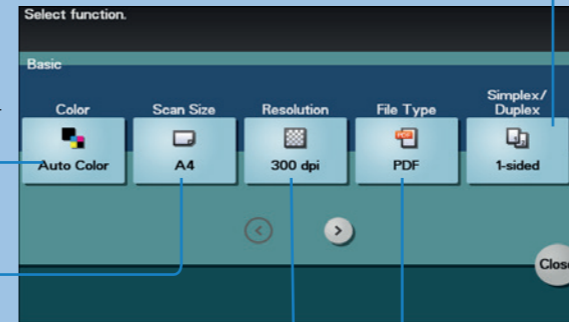 Select function.
Basic
Color
Scan Size
Resolution
File Type
Simplex/
Duplex
Auto Color
A4
300 dpi
PDF
1-sided